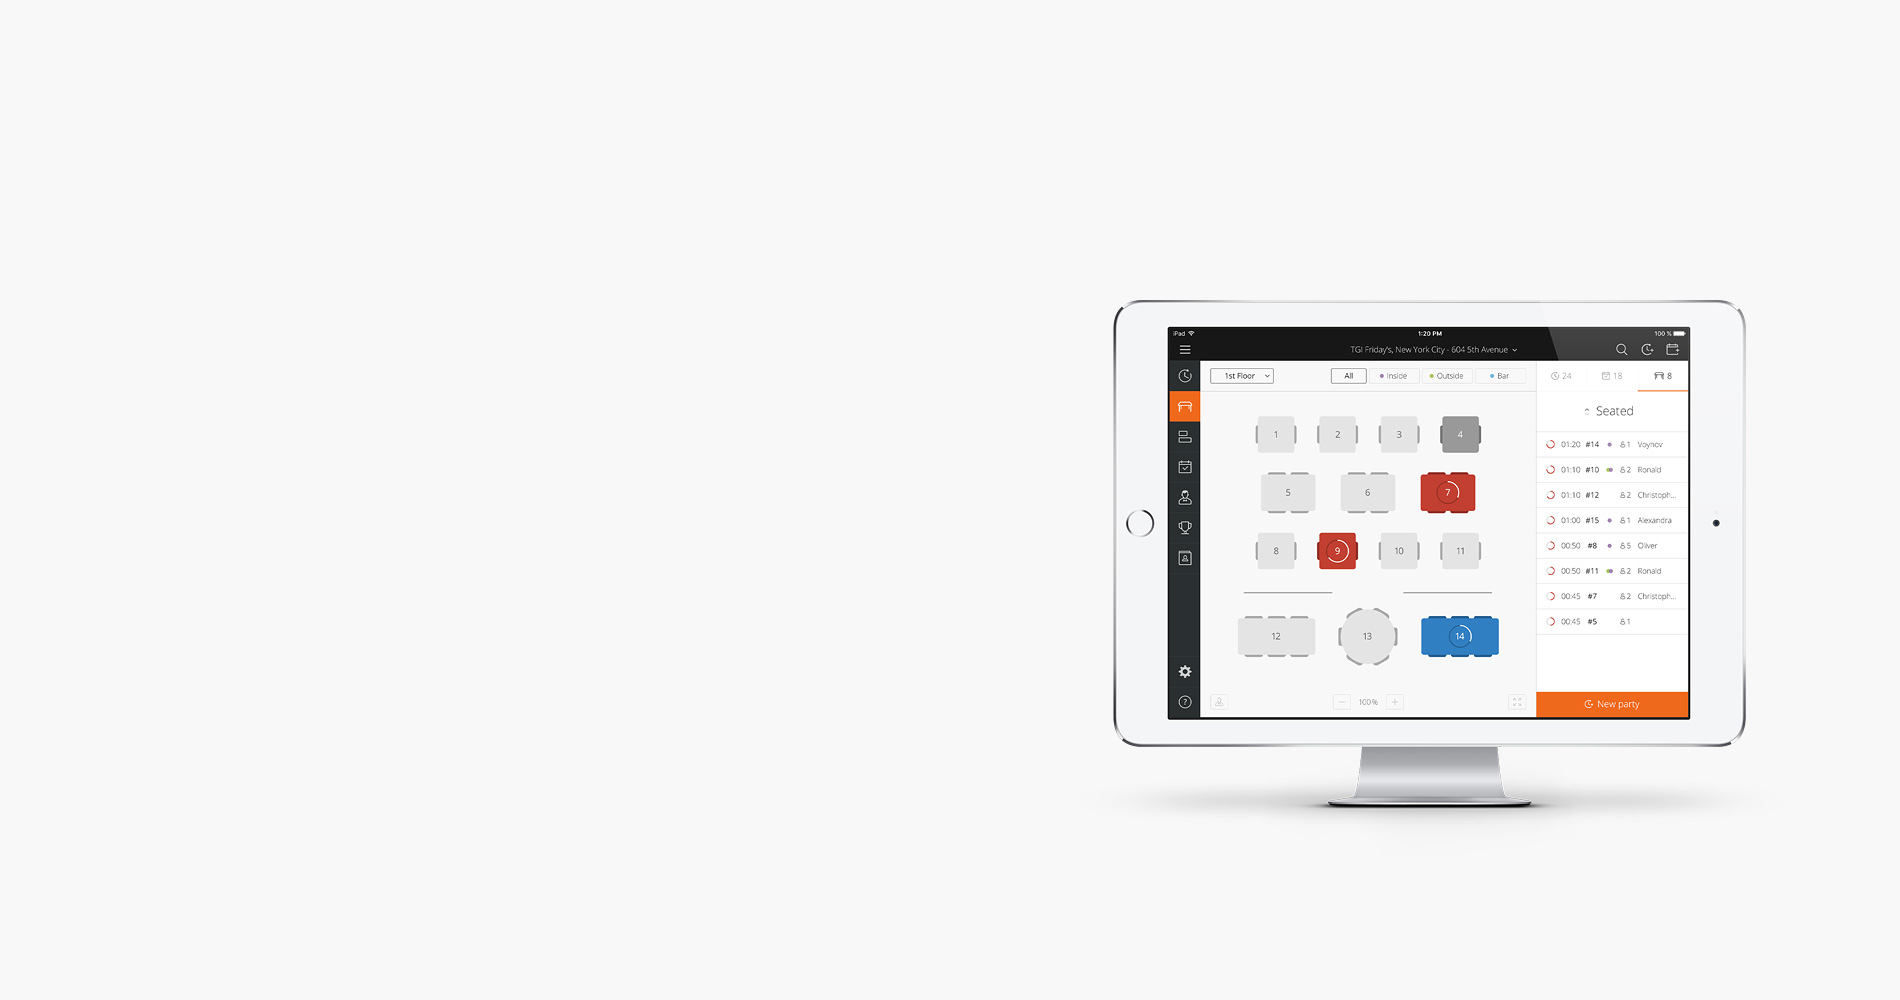 iPad 1:20 PM 100 %
TGI Friday's, New York City - 604 5th Avenue
1st Floor All Inside Outside Bar 24 18 8
Seated
1 2 3 4
5 6 7
8 9 10 11
12 13 14
01:20 #14 1 Voynov
01:10 #10 2 Ronald
01:10 #12 2 Christoph...
01:00 #15 1 Alexandra
00:50 #8 5 Oliver
00:50 #11 2 Ronald
00:45 #7 2 Christoph...
00:45 #5 1
?
100%
New party